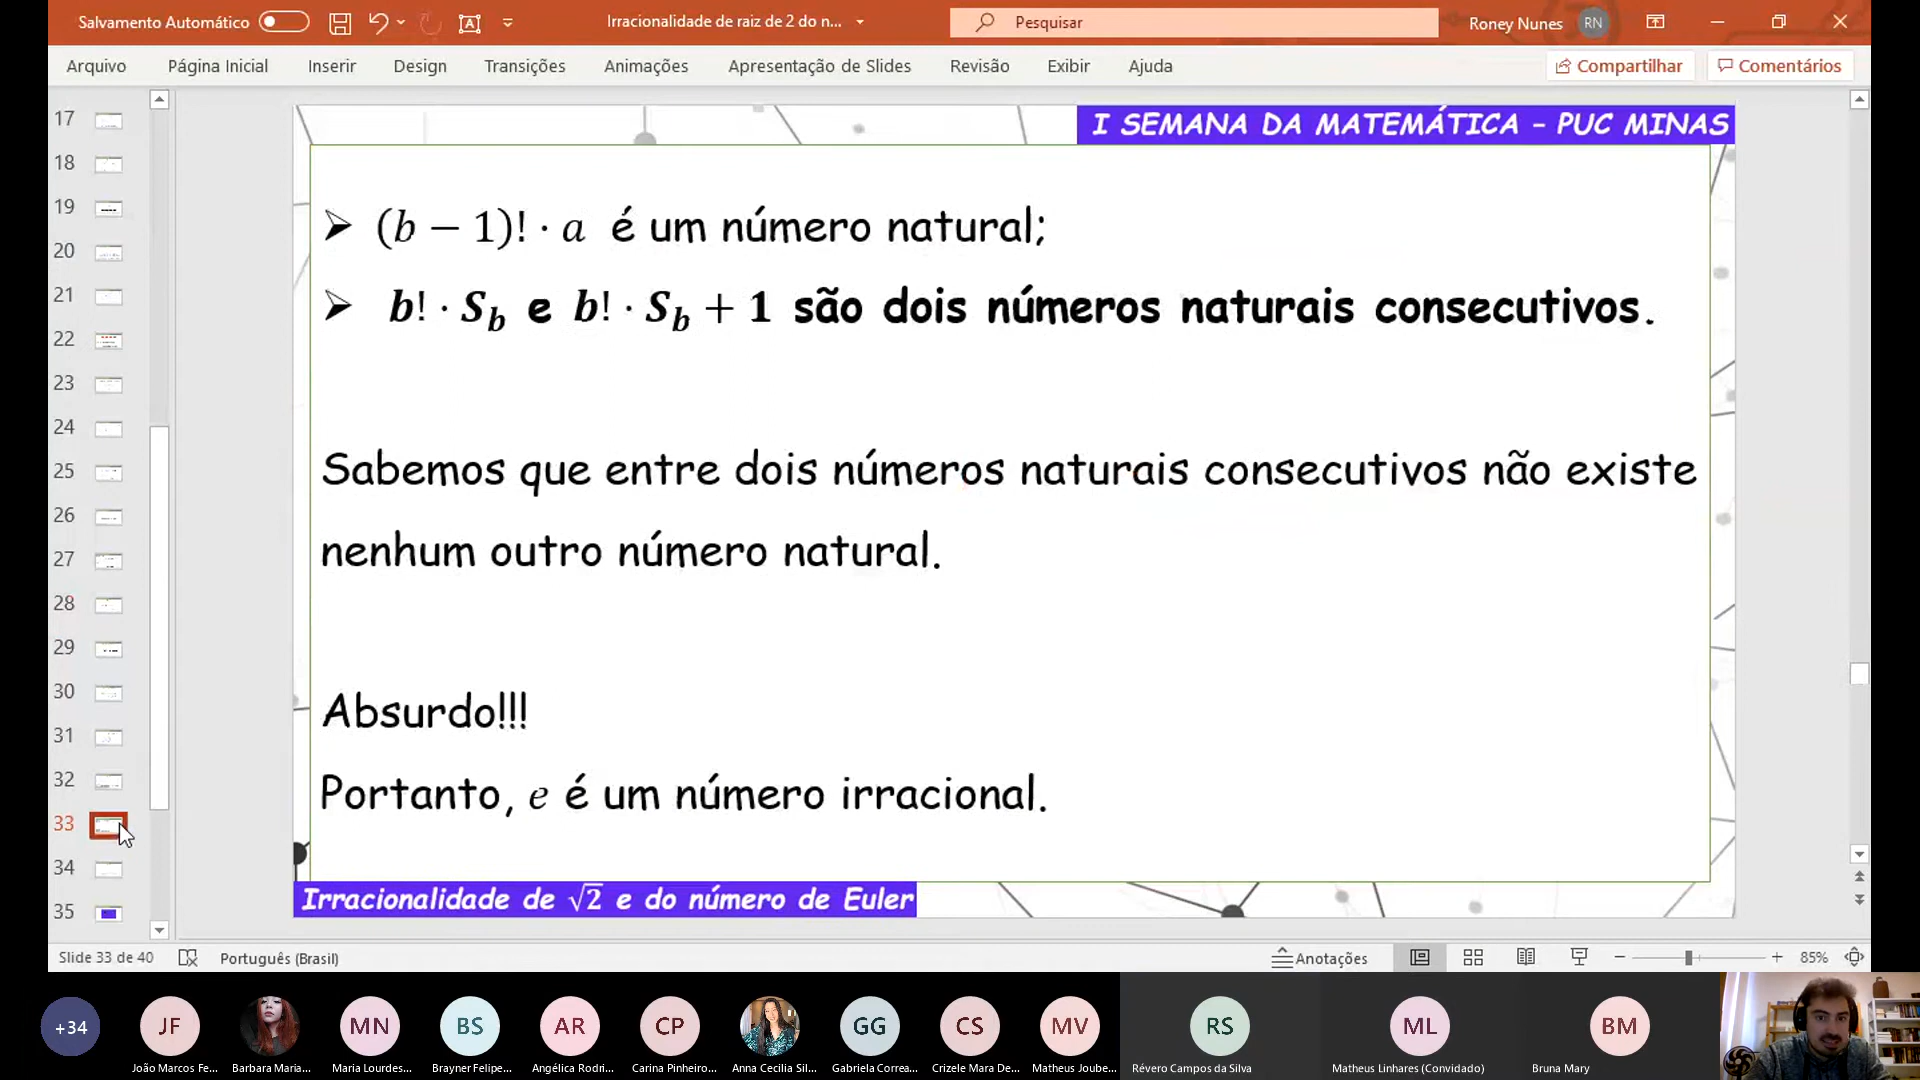 Salvamento Automático
Irracionalidade de raiz de 2 do n...
Pesquisar
Roney Nunes
RN
Arquivo
Página Inicial
Inserir
Design
Transições
Animações
Apresentação de Slides
Revisão
Exibir
Ajuda
Compartilhar
Comentários
17
18
19
20
21
22
23
24
25
26
27
28
29
30
31
32
33
34
35
I SEMANA DA MATEMÁTICA – PUC MINAS
➢ (b − 1)! · a é um número natural;
➢ b! · S_b e b! · S_b + 1 são dois números naturais consecutivos.
Sabemos que entre dois números naturais consecutivos não existe
nenhum outro número natural.
Absurdo!!!
Portanto, e é um número irracional.
Irracionalidade de √2 e do número de Euler
Slide 33 de 40
Português (Brasil)
Anotações
85%
+34
JF
MN
BS
AR
CP
GG
CS
MV
RS
ML
BM
João Marcos Fe...
Barbara Maria...
Maria Lourdes...
Brayner Felipe...
Angélica Rodri...
Carina Pinheiro...
Anna Cecilia Sil...
Gabriela Correa...
Crizele Mara De...
Matheus Joube...
Révero Campos da Silva
Matheus Linhares (Convidado)
Bruna Mary